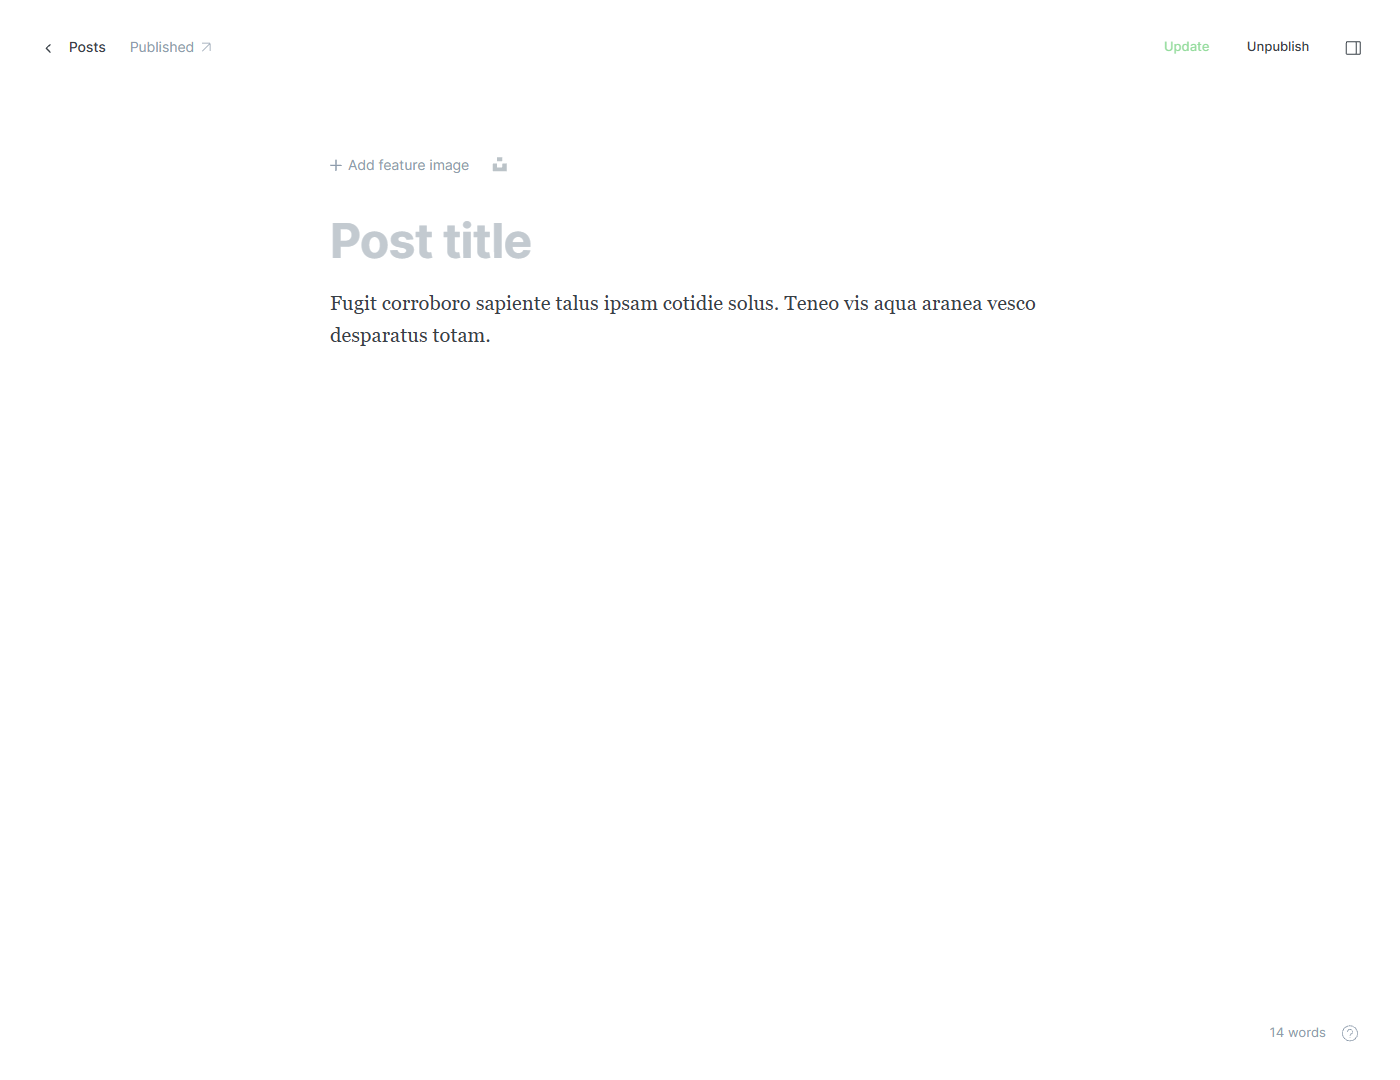 Posts Published
Update Unpublish
Add feature image
Post title
Fugit corroboro sapiente talus ipsam cotidie solus. Teneo vis aqua aranea vesco
desparatus totam.
14 words